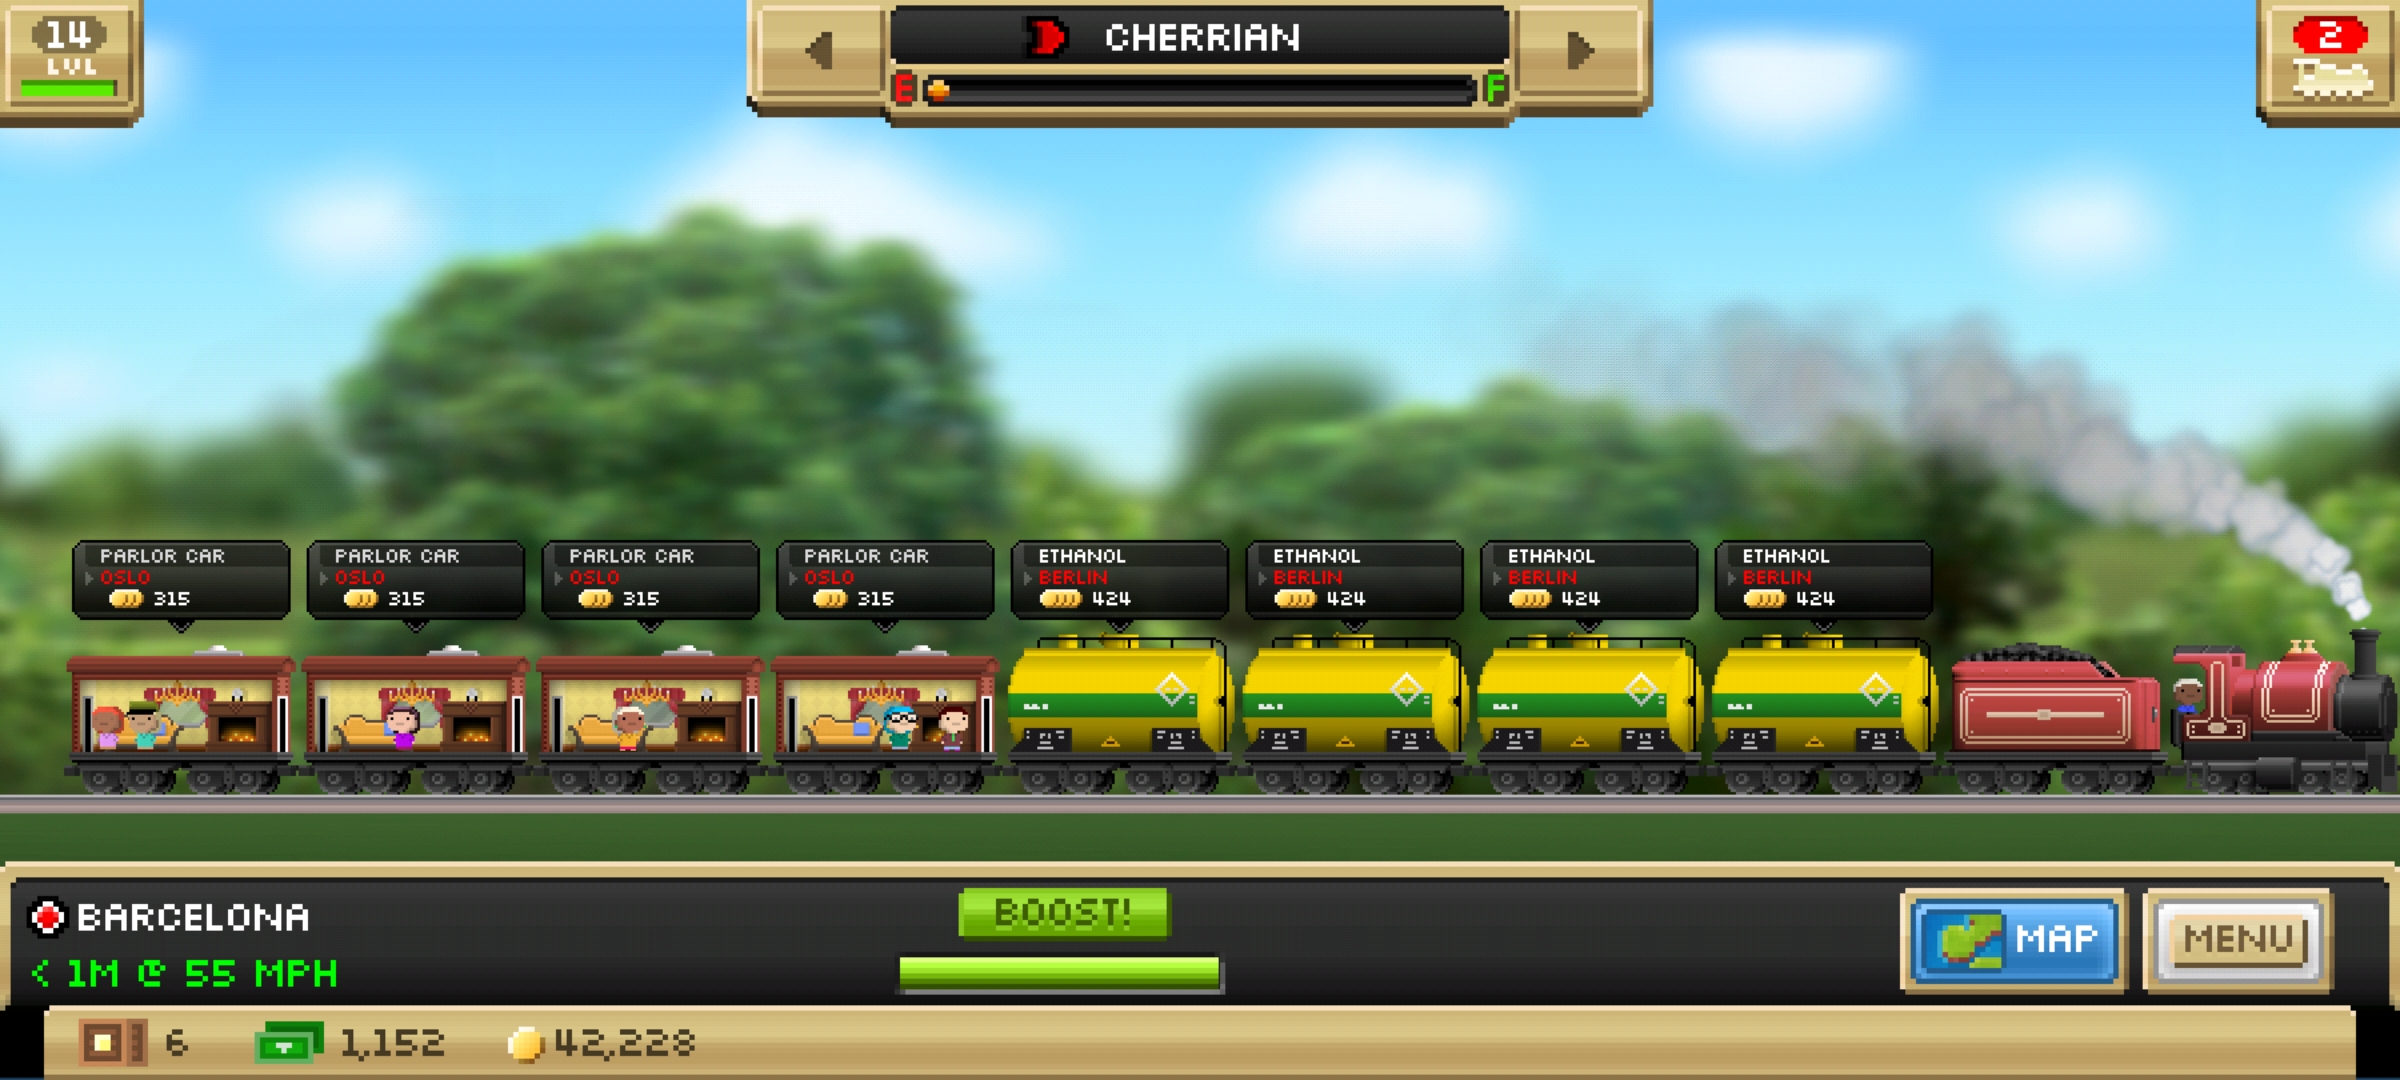 14
LVL
CHERRIAN
E
F
2
PARLOR CAR
OSLO
315
PARLOR CAR
OSLO
315
PARLOR CAR
OSLO
315
PARLOR CAR
OSLO
315
ETHANOL
BERLIN
424
ETHANOL
BERLIN
424
ETHANOL
BERLIN
424
ETHANOL
BERLIN
424
BARCELONA
< 1M @ 55 MPH
BOOST!
MAP
MENU
6
1,152
42,228